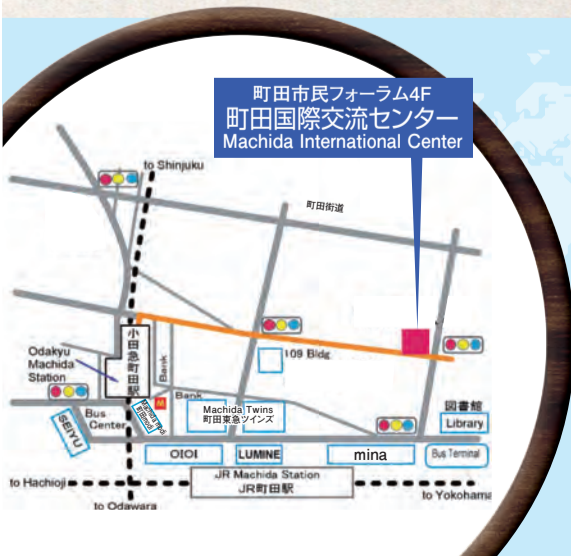 町田市民フォーラム4F
町田国際交流センター
Machida International Center
to Shinjuku
町田街道
小田急町田駅
Odakyu
Machida
Station
109 Bldg.
Bank
Bank
M
Bus
Center
SEIYU
Machida Modi
Machida Twins
町田東急ツインズ
図書館
Library
OIOI
LUMINE
mina
Bus Terminal
JR Machida Station
JR町田駅
to Hachioji
to Yokohama
to Odawara